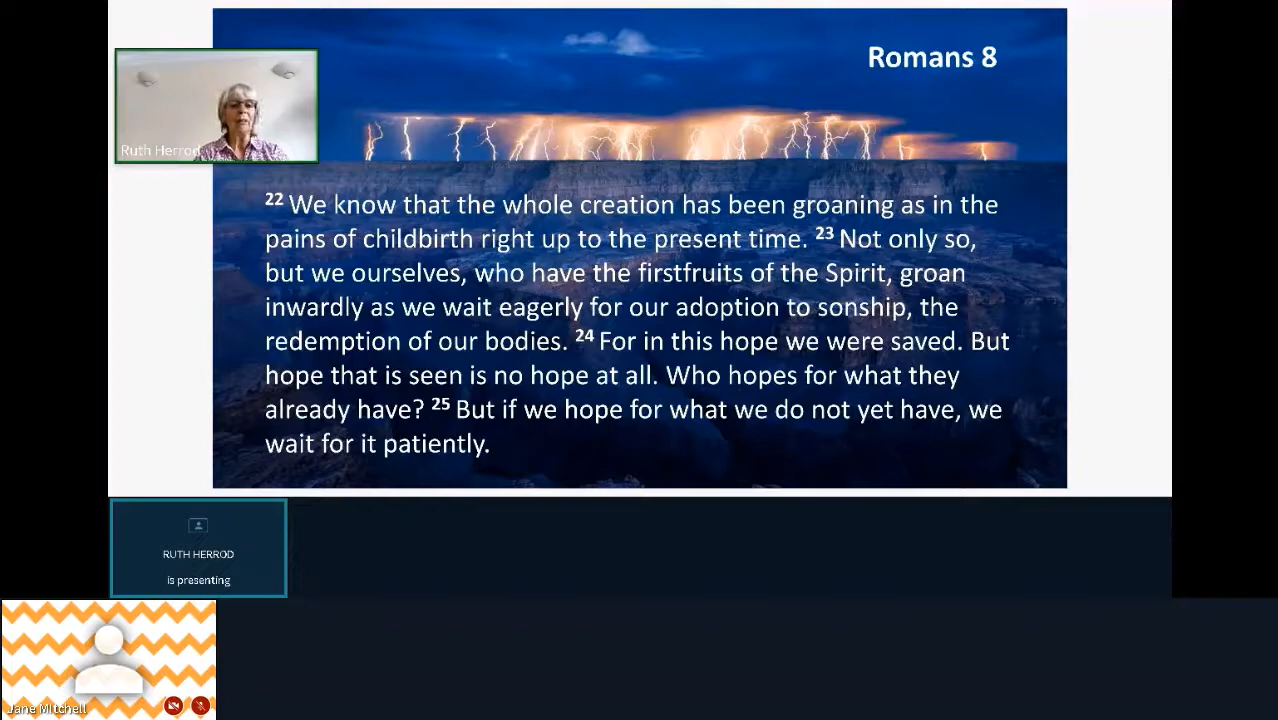 Romans 8
Ruth Herrod
22 We know that the whole creation has been groaning as in the
pains of childbirth right up to the present time. 23 Not only so,
but we ourselves, who have the firstfruits of the Spirit, groan
inwardly as we wait eagerly for our adoption to sonship, the
redemption of our bodies. 24 For in this hope we were saved. But
hope that is seen is no hope at all. Who hopes for what they
already have? 25 But if we hope for what we do not yet have, we
wait for it patiently.
RUTH HERROD
is presenting
Jane Mitchell